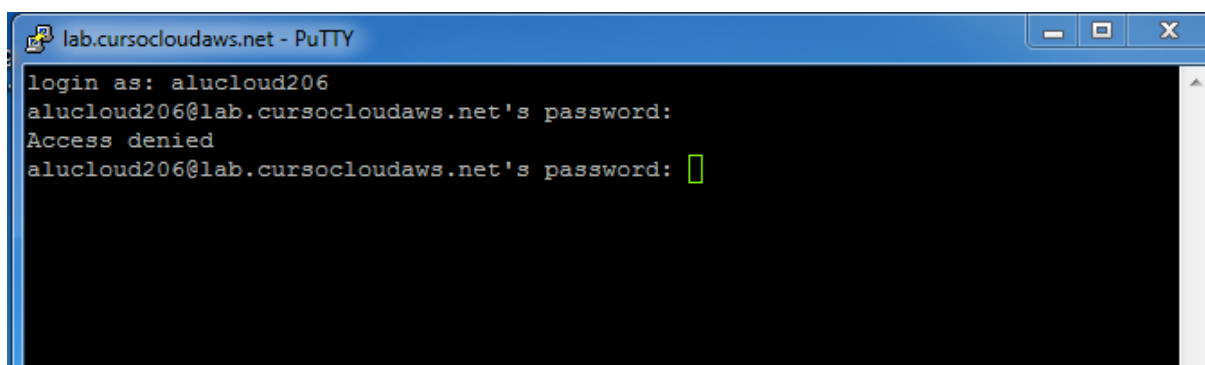 lab.cursocloudaws.net - PuTTY
login as: alucloud206
alucloud206@lab.cursocloudaws.net's password:
Access denied
alucloud206@lab.cursocloudaws.net's password: